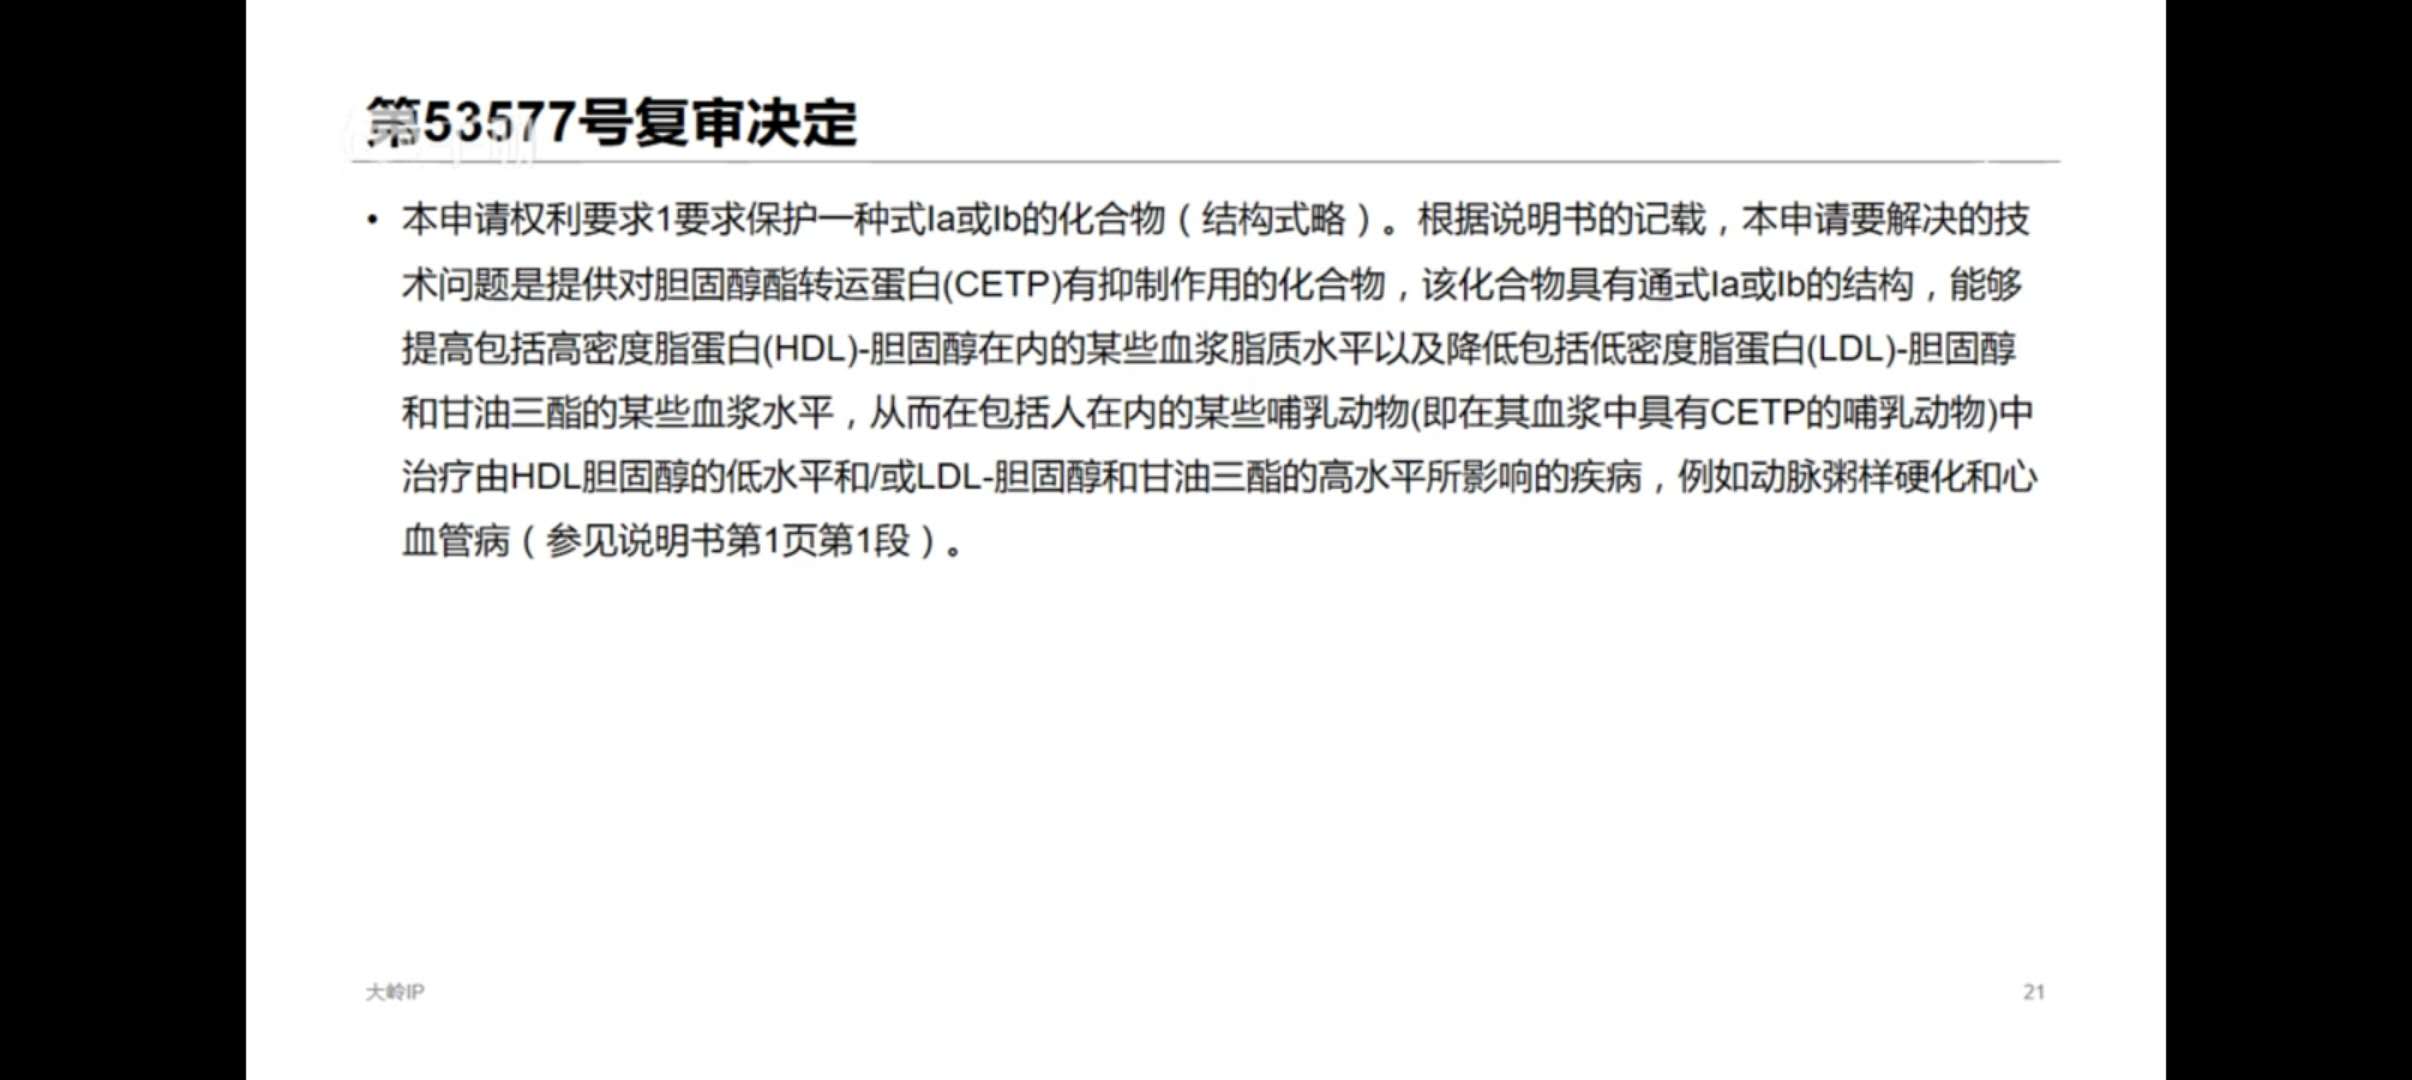 第53577号复审决定
• 本申请权利要求1要求保护一种式Ia或Ib的化合物（结构式略）。根据说明书的记载，本申请要解决的技
术问题是提供对胆固醇酯转运蛋白(CETP)有抑制作用的化合物，该化合物具有通式Ia或Ib的结构，能够
提高包括高密度脂蛋白(HDL)-胆固醇在内的某些血浆脂质水平以及降低包括低密度脂蛋白(LDL)-胆固醇
和甘油三酯的某些血浆水平，从而在包括人在内的某些哺乳动物(即在其血浆中具有CETP的哺乳动物)中
治疗由HDL胆固醇的低水平和/或LDL-胆固醇和甘油三酯的高水平所影响的疾病，例如动脉粥样硬化和心
血管病（参见说明书第1页第1段）。
大岭IP
21